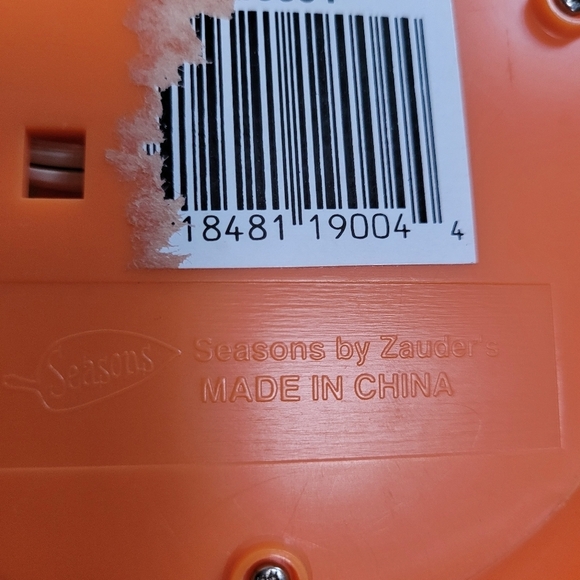 18481 19004 4
Seasons
Seasons by Zauder's
MADE IN CHINA